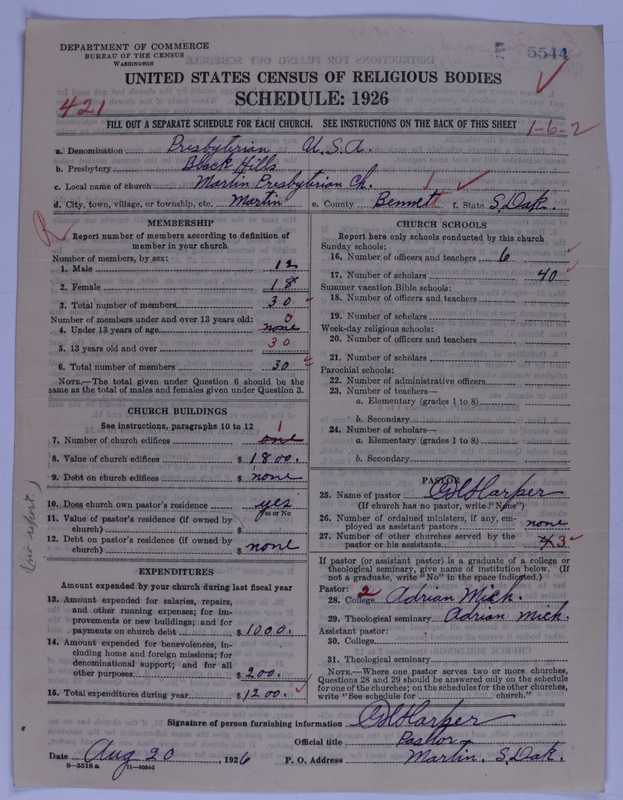 DEPARTMENT OF COMMERCE
BUREAU OF THE CENSUS
WASHINGTON
E 5544
UNITED STATES CENSUS OF RELIGIOUS BODIES
SCHEDULE: 1926
421
FILL OUT A SEPARATE SCHEDULE FOR EACH CHURCH. SEE INSTRUCTIONS ON THE BACK OF THIS SHEET
1-6-2
a. Denomination Presbyterian U.S.A.
b. Presbytery Black Hills
c. Local name of church Martin Presbyterian Ch.
d. City, town, village, or township, etc. Martin e. County Bennett f. State S. Dak.
R
MEMBERSHIP
Report number of members according to definition of
member in your church
Number of members, by sex:
1. Male 12
2. Female 18
3. Total number of members 30
Number of members under and over 13 years old: 0
4. Under 13 years of age none
5. 13 years old and over 30
6. Total number of members 30
NOTE.—The total given under Question 6 should be the
same as the total of males and females given under Question 3.
CHURCH BUILDINGS
See instructions, paragraphs 10 to 12
1
7. Number of church edifices one
8. Value of church edifices $ 1800.
9. Debt on church edifices $ none
10. Does church own pastor's residence yes
Yes or No
11. Value of pastor's residence (if owned by
church) $
12. Debt on pastor's residence (if owned by
church) $ none
(no report)
EXPENDITURES
Amount expended by your church during last fiscal year
13. Amount expended for salaries, repairs,
and other running expenses; for im-
provements or new buildings; and for
payments on church debt $ 1000.
14. Amount expended for benevolences, in-
cluding home and foreign missions; for
denominational support; and for all
other purposes $ 200.
15. Total expenditures during year $ 1200.
CHURCH SCHOOLS
Report here only schools conducted by this church
Sunday schools:
16. Number of officers and teachers 6
17. Number of scholars 40
Summer vacation Bible schools:
18. Number of officers and teachers
19. Number of scholars
Week-day religious schools:
20. Number of officers and teachers
21. Number of scholars
Parochial schools:
22. Number of administrative officers
23. Number of teachers—
a. Elementary (grades 1 to 8)
b. Secondary
24. Number of scholars—
a. Elementary (grades 1 to 8)
b. Secondary
PASTOR
25. Name of pastor Harper
(If church has no pastor, write "None")
26. Number of ordained ministers, if any, em-
ployed as assistant pastors none
27. Number of other churches served by the
pastor or his assistants 4 3
If pastor (or assistant pastor) is a graduate of a college or
theological seminary, give name of institution below. (If
not a graduate, write "No" in the space indicated.)
Pastor: 2
28. College Adrian Mich.
29. Theological seminary Adrian Mich.
Assistant pastor:
30. College
31. Theological seminary
NOTE.—Where one pastor serves two or more churches,
Questions 28 and 29 should be answered only on the schedule
for one of the churches; on the schedules for the other churches,
write "See schedule for church."
Signature of person furnishing information Harper
Official title Pastor
Date Aug 20, 1926 P. O. Address Martin, S. Dak.
8-5518 a